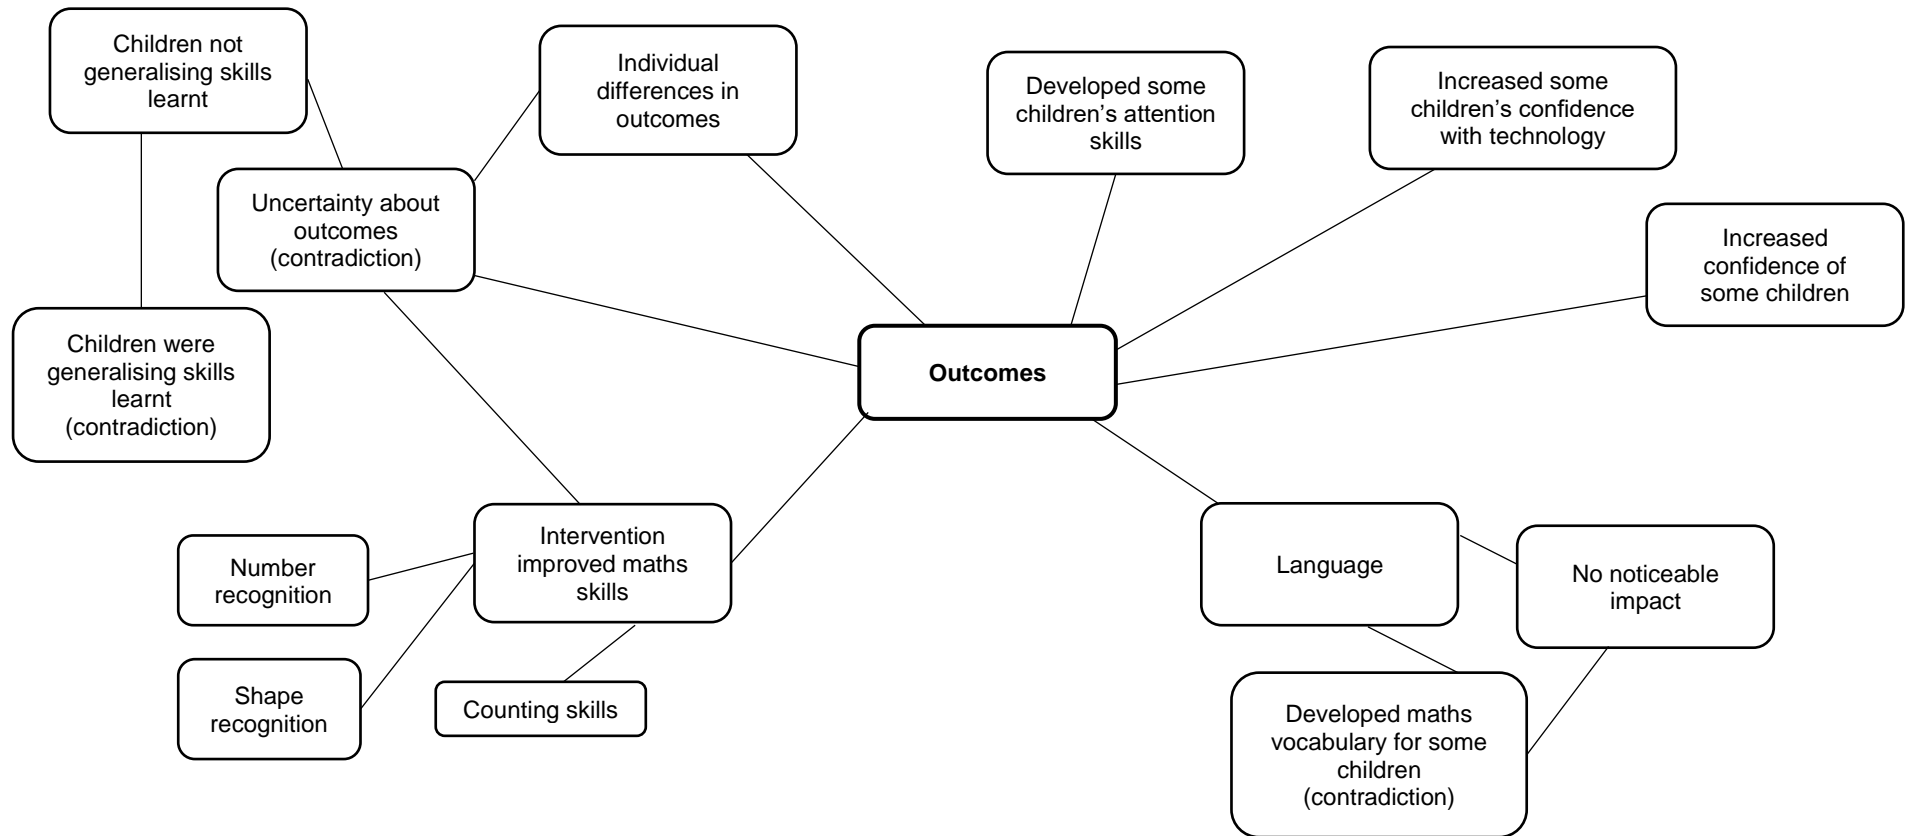 Children not
generalising skills
learnt
Individual
differences in
outcomes
Developed some
children’s attention
skills
Increased some
children’s confidence
with technology
Uncertainty about
outcomes
(contradiction)
Increased
confidence of
some children
Children were
generalising skills
learnt
(contradiction)
Outcomes
Intervention
improved maths
skills
Number
recognition
Shape
recognition
Counting skills
Language
No noticeable
impact
Developed maths
vocabulary for some
children
(contradiction)